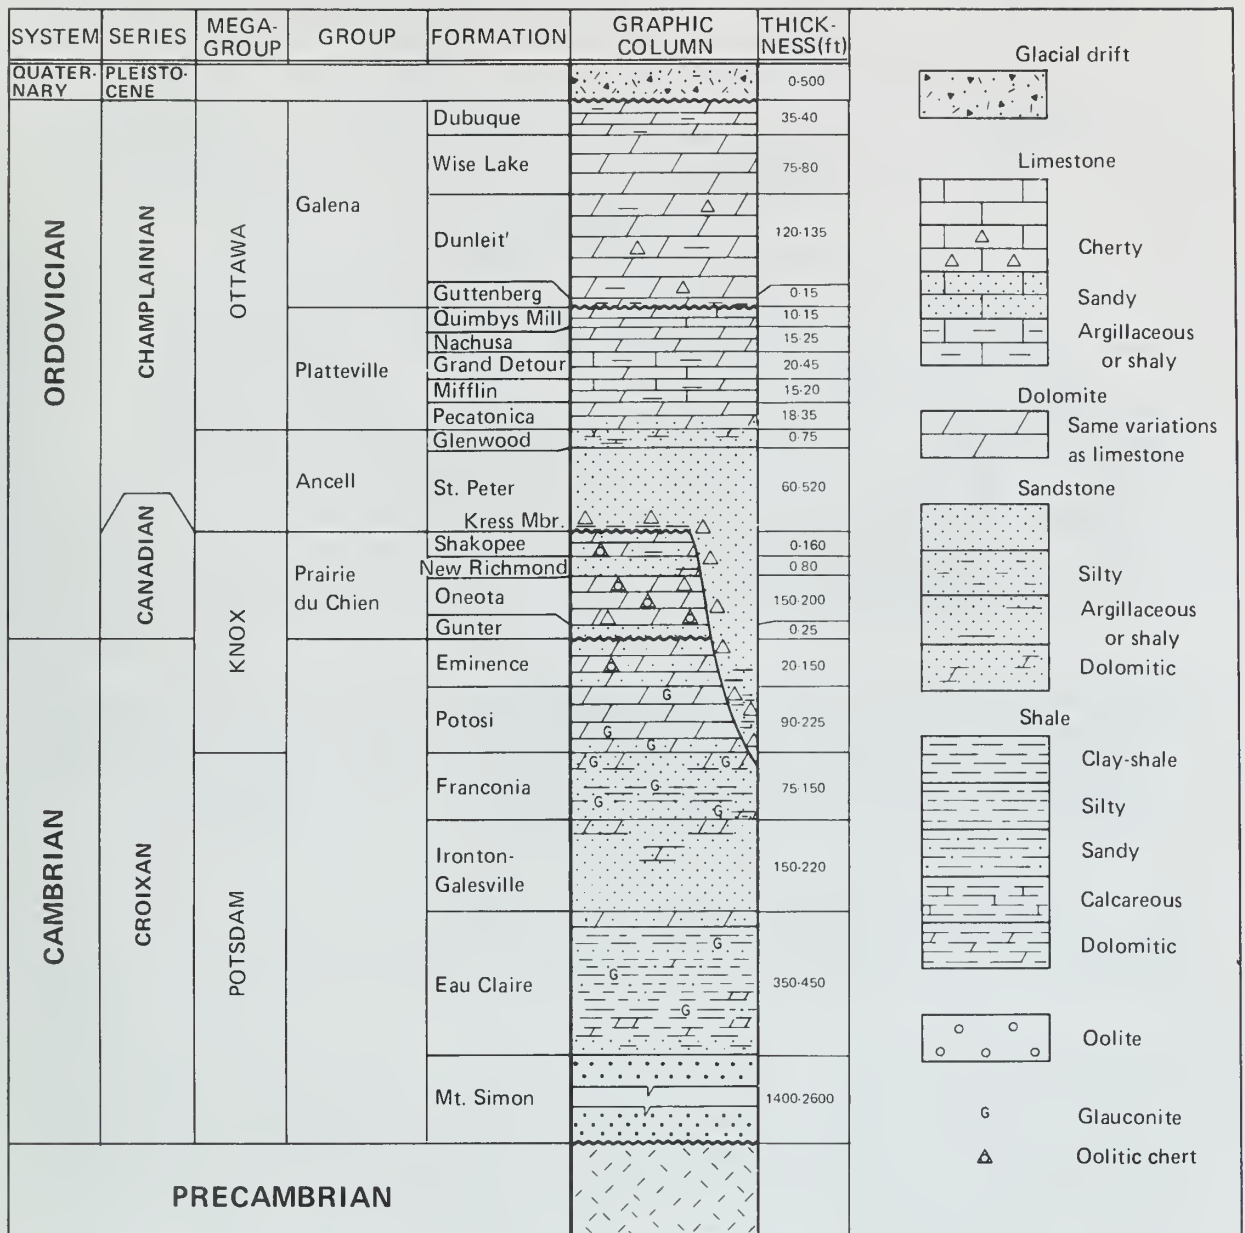 SYSTEM SERIES MEGA-GROUP GROUP FORMATION GRAPHIC COLUMN THICK-NESS(ft)
QUATER-NARY PLEISTO-CENE 0-500
ORDOVICIAN
CHAMPLAINIAN
CANADIAN
CAMBRIAN
CROIXAN
OTTAWA
KNOX
POTSDAM
Galena
Platteville
Ancell
Prairie
du Chien
Dubuque 35-40
Wise Lake 75-80
Dunleit' 120-135
Guttenberg 0-15
Quimbys Mill 10-15
Nachusa 15-25
Grand Detour 20-45
Mifflin 15-20
Pecatonica 18-35
Glenwood 0-75
St. Peter 60-520
Kress Mbr.
Shakopee 0-160
New Richmond 0-80
Oneota 150-200
Gunter 0-25
Eminence 20-150
Potosi 90-225
G
G
G
Franconia 75-150
G G
G
G
G
Ironton-
Galesville 150-220
Eau Claire 350-450
G
G
G
Mt. Simon 1400-2600
PRECAMBRIAN
Glacial drift
Limestone
Cherty
Sandy
Argillaceous
or shaly
Dolomite
Same variations
as limestone
Sandstone
Silty
Argillaceous
or shaly
Dolomitic
Shale
Clay-shale
Silty
Sandy
Calcareous
Dolomitic
Oolite
G Glauconite
Oolitic chert